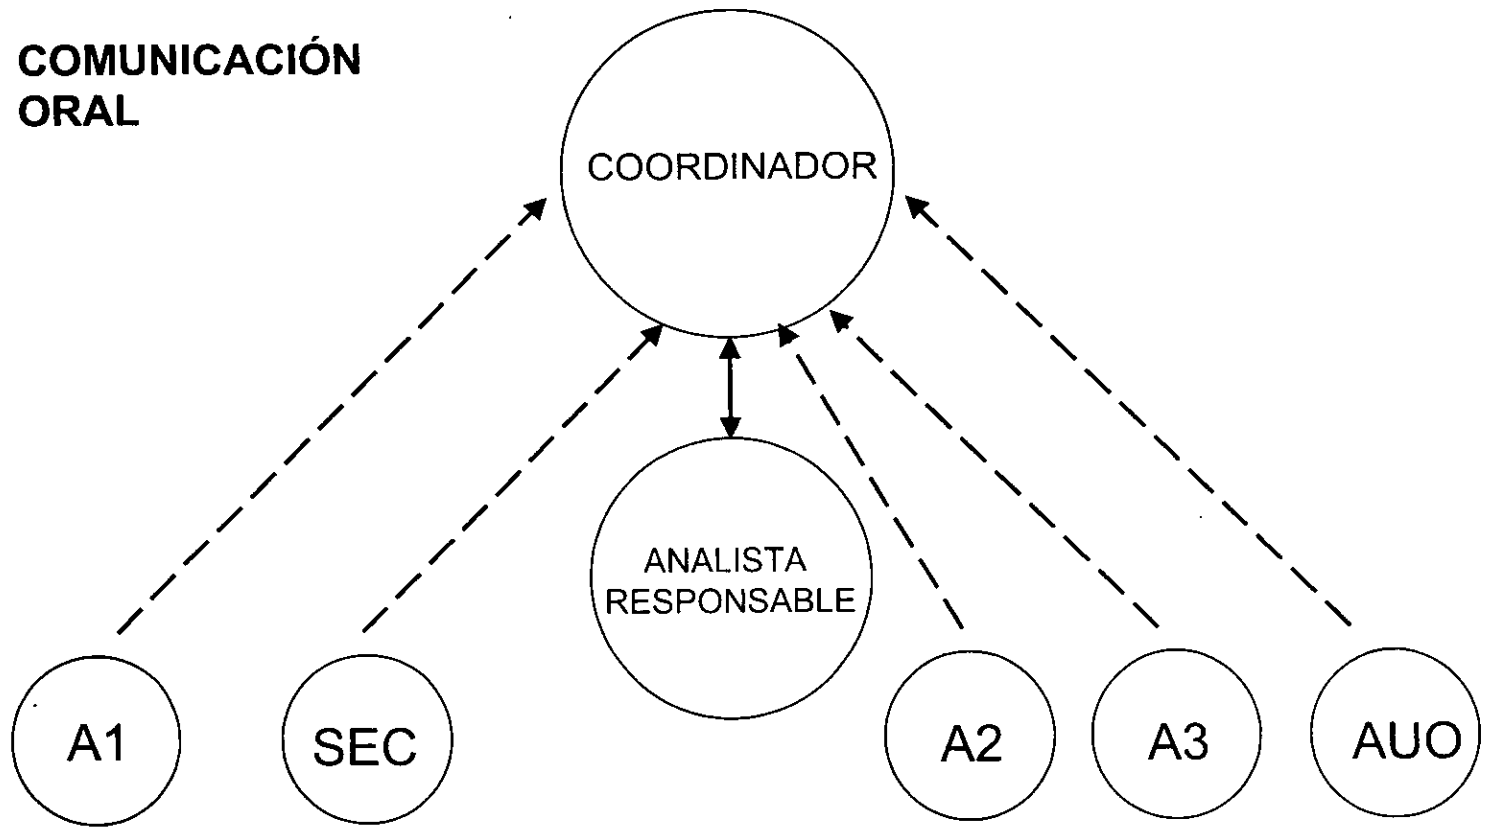 COMUNICACIÓN
ORAL
COORDINADOR
ANALISTA
RESPONSABLE
A1
SEC
A2
A3
AUO